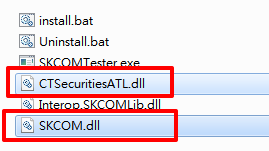 install.bat
Uninstall.bat
SKCOMTester.exe
CTSecuritiesATL.dll
Interop.SKCOMLib.dll
SKCOM.dll